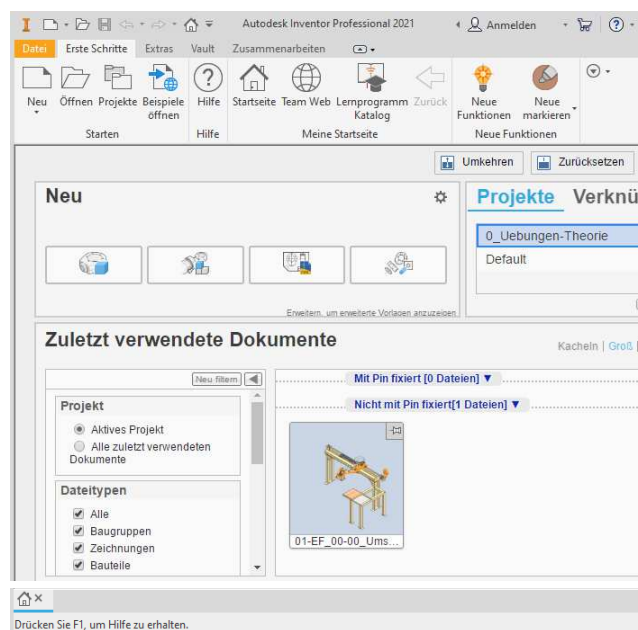 Autodesk Inventor Professional 2021 Anmelden
Datei Erste Schritte Extras Vault Zusammenarbeiten
Neu Öffnen Projekte Beispiele öffnen Hilfe Startseite Team Web Lernprogramm Katalog Zurück Neue Funktionen Neue markieren
Starten Hilfe Meine Startseite Neue Funktionen
Umkehren Zurücksetzen
Neu
Projekte
0_Uebungen-Theorie
Default
Erweitern, um erweiterte Vorlagen anzuzeigen
Zuletzt verwendete Dokumente
Kacheln | Groß |
Neu filtern
Mit Pin fixiert [0 Dateien] ▼
Nicht mit Pin fixiert[1 Dateien] ▼
Projekt
Aktives Projekt
Alle zuletzt verwendeten
Dokumente
Dateitypen
Alle
Baugruppen
Zeichnungen
Bauteile
01-EF_00-00_Ums...
Drücken Sie F1, um Hilfe zu erhalten.